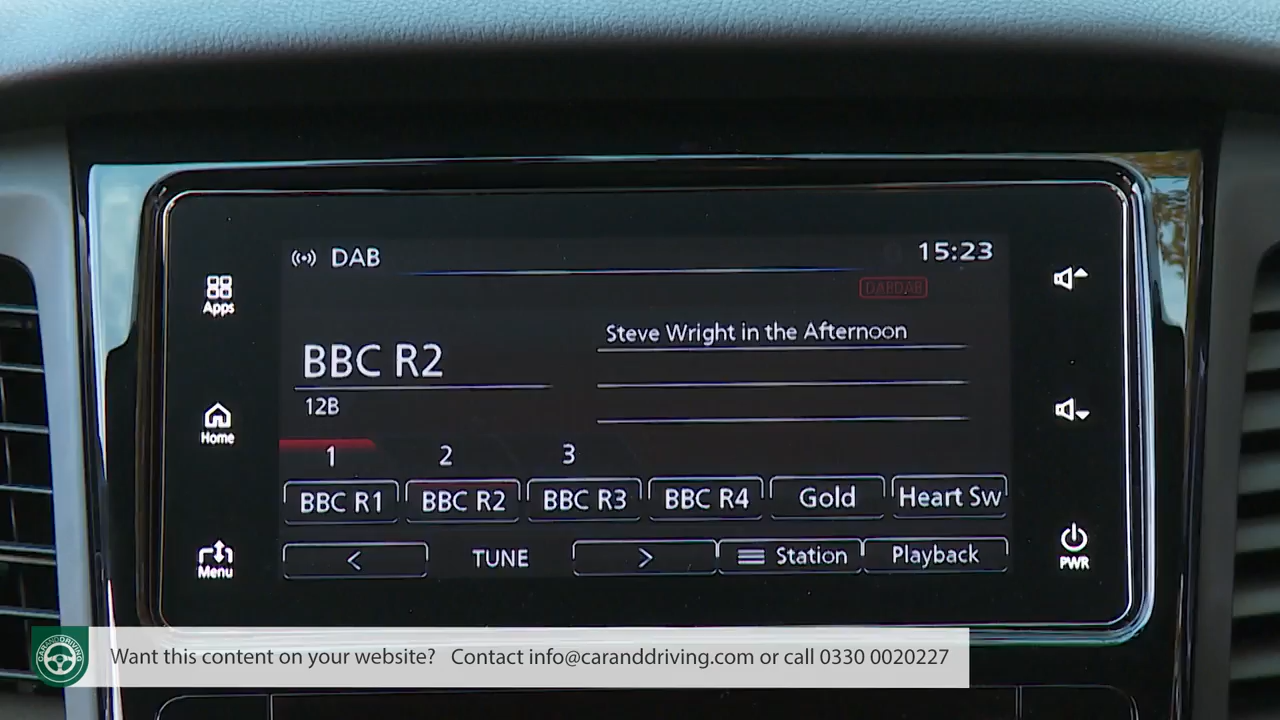 DAB
15:23
DABDAB
Apps
Steve Wright in the Afternoon
BBC R2
12B
Home
1 2 3
BBC R1 BBC R2 BBC R3 BBC R4 Gold Heart Sw
< TUNE > Station Playback
Menu
PWR
CARANDDRIVING
Want this content on your website? Contact info@caranddriving.com or call 0330 0020227